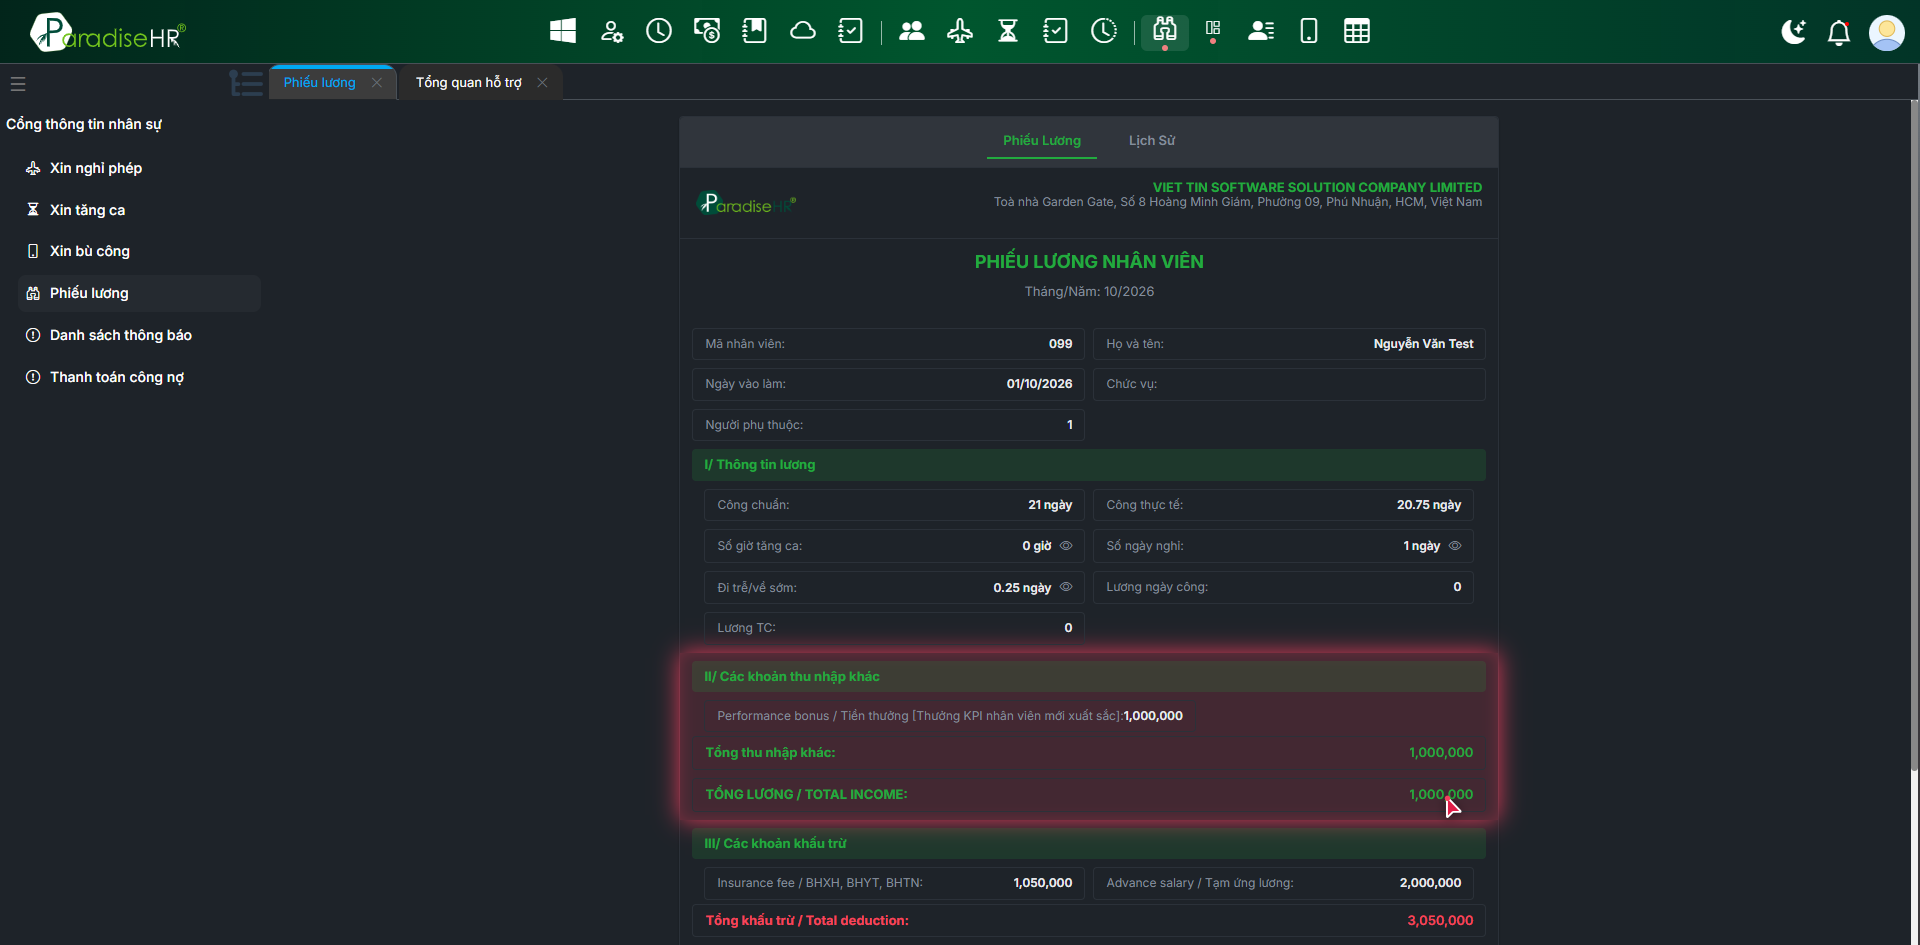 ParadiseHR®
Phiếu lương
Tổng quan hỗ trợ
Cổng thông tin nhân sự
Xin nghỉ phép
Xin tăng ca
Xin bù công
Phiếu lương
Danh sách thông báo
Thanh toán công nợ
Phiếu Lương
Lịch Sử
ParadiseHR®
VIET TIN SOFTWARE SOLUTION COMPANY LIMITED
Toà nhà Garden Gate, Số 8 Hoàng Minh Giám, Phường 09, Phú Nhuận, HCM, Việt Nam
PHIẾU LƯƠNG NHÂN VIÊN
Tháng/Năm: 10/2026
Mã nhân viên: 099
Họ và tên: Nguyễn Văn Test
Ngày vào làm: 01/10/2026
Chức vụ:
Người phụ thuộc: 1
I/ Thông tin lương
Công chuẩn: 21 ngày
Công thực tế: 20.75 ngày
Số giờ tăng ca: 0 giờ
Số ngày nghỉ: 1 ngày
Đi trễ/về sớm: 0.25 ngày
Lương ngày công: 0
Lương TC: 0
II/ Các khoản thu nhập khác
Performance bonus / Tiền thưởng [Thưởng KPI nhân viên mới xuất sắc]:1,000,000
Tổng thu nhập khác: 1,000,000
TỔNG LƯƠNG / TOTAL INCOME: 1,000,000
III/ Các khoản khấu trừ
Insurance fee / BHXH, BHYT, BHTN: 1,050,000
Advance salary / Tạm ứng lương: 2,000,000
Tổng khấu trừ / Total deduction: 3,050,000